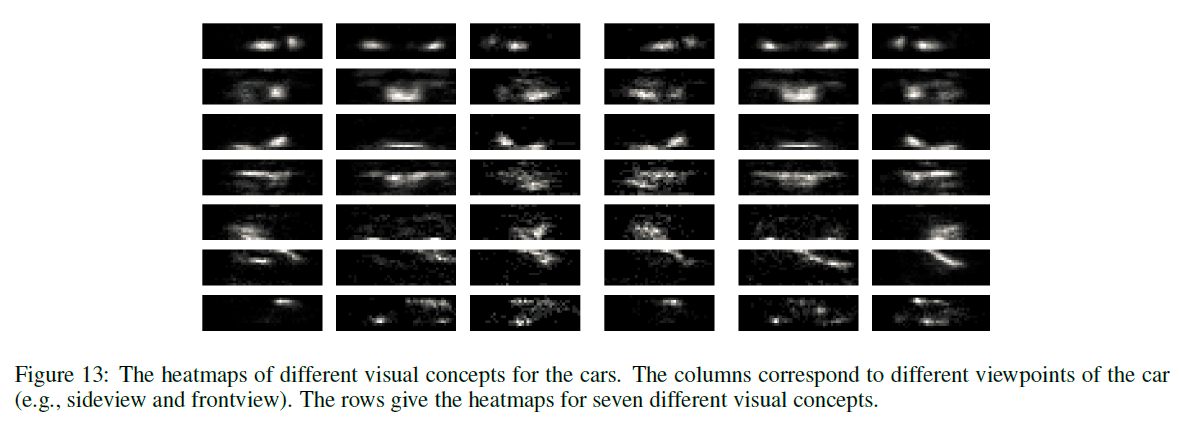 Figure 13: The heatmaps of different visual concepts for the cars. The columns correspond to different viewpoints of the car
(e.g., sideview and frontview). The rows give the heatmaps for seven different visual concepts.